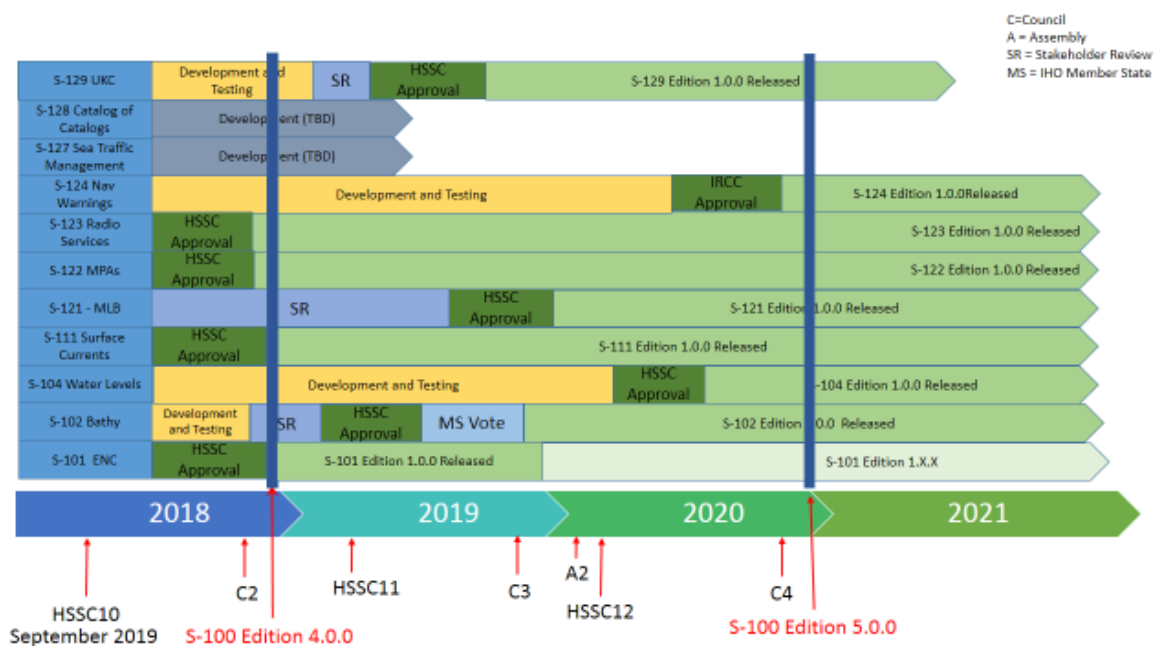 C=Council
A = Assembly
SR = Stakeholder Review
MS = IHO Member State
S-129 UKC
Development and
Testing
SR
HSSC
Approval
S-129 Edition 1.0.0 Released
S-128 Catalog of
Catalogs
Development (TBD)
S-127 Sea Traffic
Management
Development (TBD)
S-124 Nav
Warnings
Development and Testing
IRCC
Approval
S-124 Edition 1.0.0Released
S-123 Radio
Services
HSSC
Approval
S-123 Edition 1.0.0 Released
S-122 MPAs
HSSC
Approval
S-122 Edition 1.0.0 Released
S-121 - MLB
SR
HSSC
Approval
S-121 Edition 1.0.0 Released
S-111 Surface
Currents
HSSC
Approval
S-111 Edition 1.0.0 Released
S-104 Water Levels
Development and Testing
HSSC
Approval
-104 Edition 1.0.0 Released
S-102 Bathy
Development
and Testing
SR
HSSC
Approval
MS Vote
S-102 Edition .0.0 Released
S-101 ENC
HSSC
Approval
S-101 Edition 1.0.0 Released
S-101 Edition 1.X.X
2018
2019
2020
2021
HSSC10
September 2019
C2
S-100 Edition 4.0.0
HSSC11
C3
A2
HSSC12
C4
S-100 Edition 5.0.0